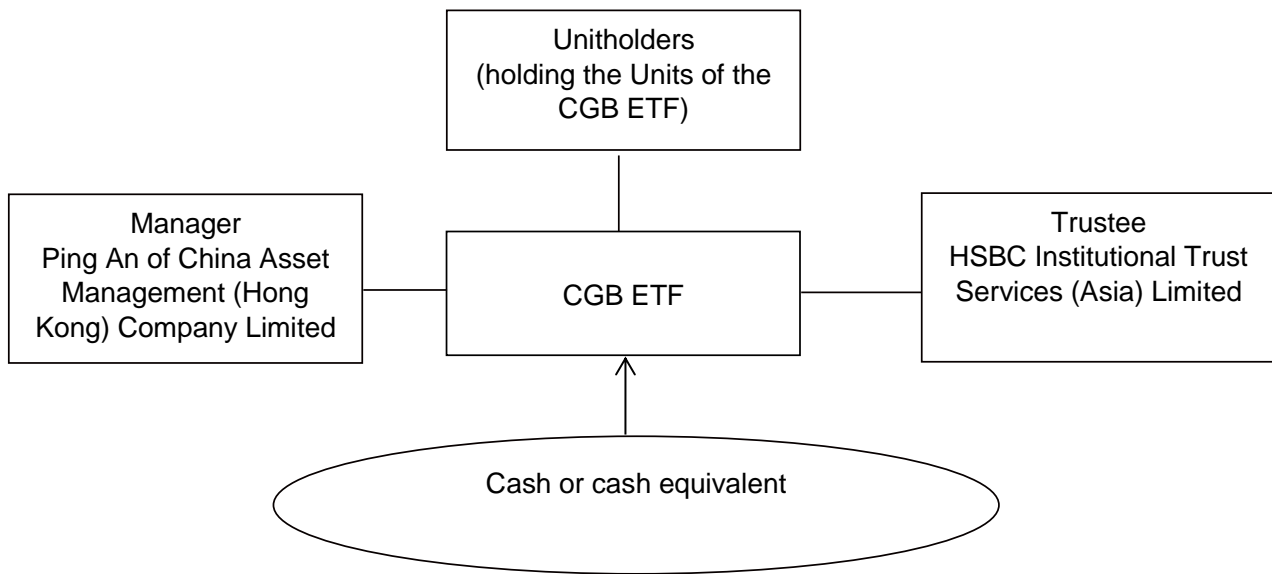 Unitholders
(holding the Units of the
CGB ETF)
Manager
Ping An of China Asset
Management (Hong
Kong) Company Limited
CGB ETF
Trustee
HSBC Institutional Trust
Services (Asia) Limited
Cash or cash equivalent